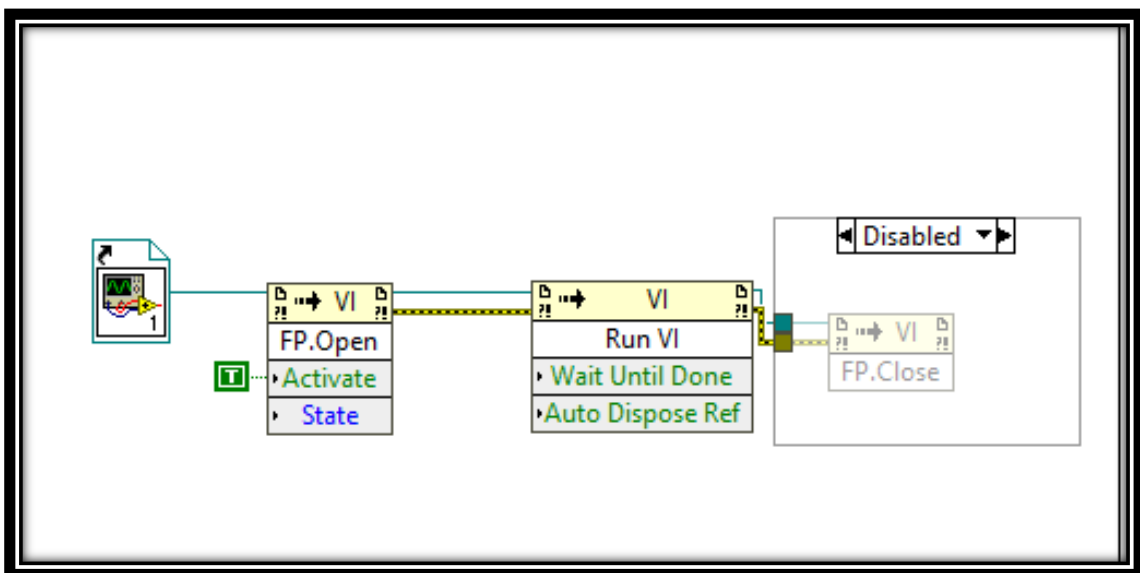 Disabled
1
VI
FP.Open
T
Activate
State
VI
Run VI
Wait Until Done
Auto Dispose Ref
VI
FP.Close